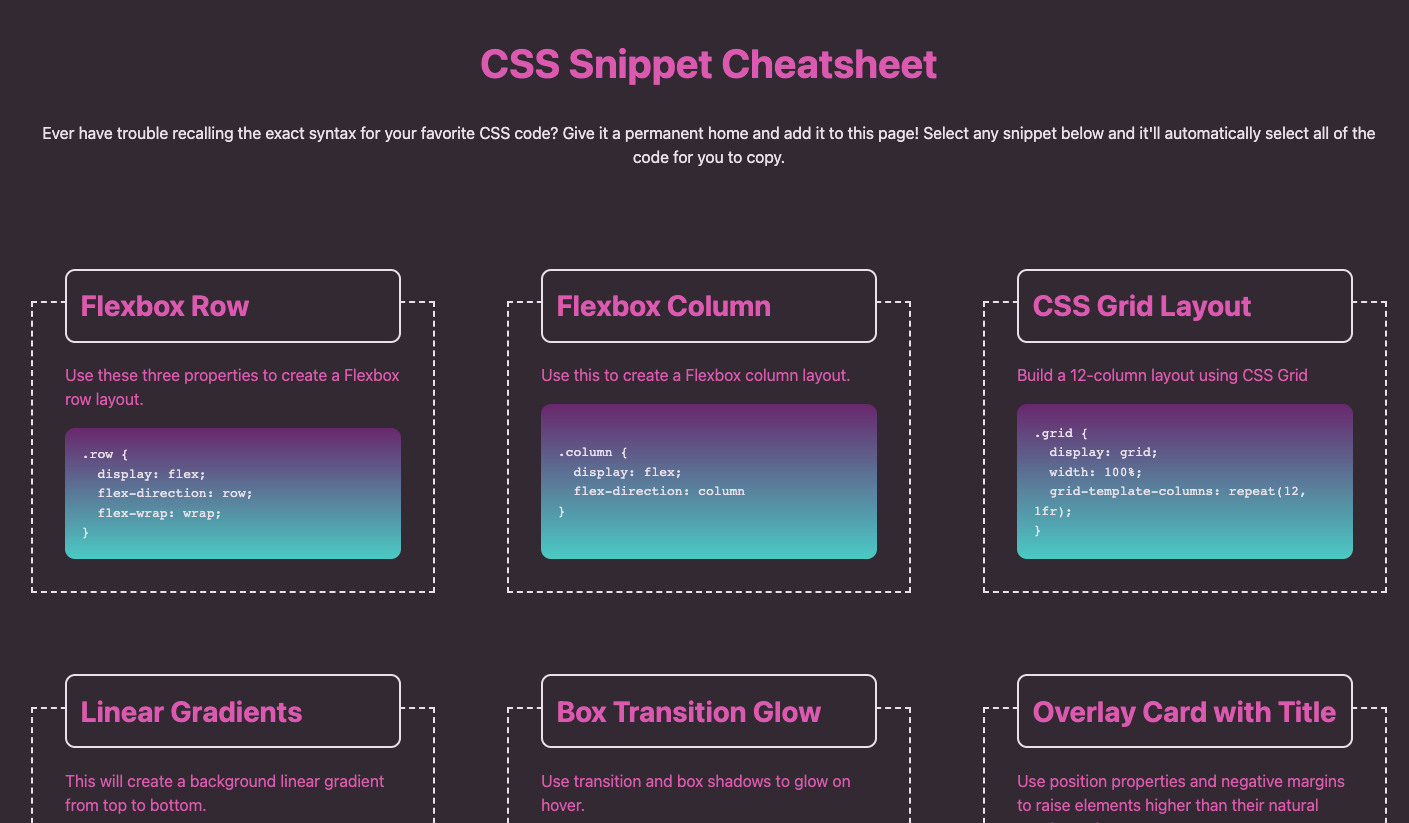 CSS Snippet Cheatsheet
Ever have trouble recalling the exact syntax for your favorite CSS code? Give it a permanent home and add it to this page! Select any snippet below and it'll automatically select all of the
code for you to copy.
Flexbox Row
Use these three properties to create a Flexbox
row layout.
.row {
  display: flex;
  flex-direction: row;
  flex-wrap: wrap;
}
Flexbox Column
Use this to create a Flexbox column layout.
.column {
  display: flex;
  flex-direction: column
}
CSS Grid Layout
Build a 12-column layout using CSS Grid
.grid {
  display: grid;
  width: 100%;
  grid-template-columns: repeat(12,
1fr);
}
Linear Gradients
This will create a background linear gradient
from top to bottom.
Box Transition Glow
Use transition and box shadows to glow on
hover.
Overlay Card with Title
Use position properties and negative margins
to raise elements higher than their natural